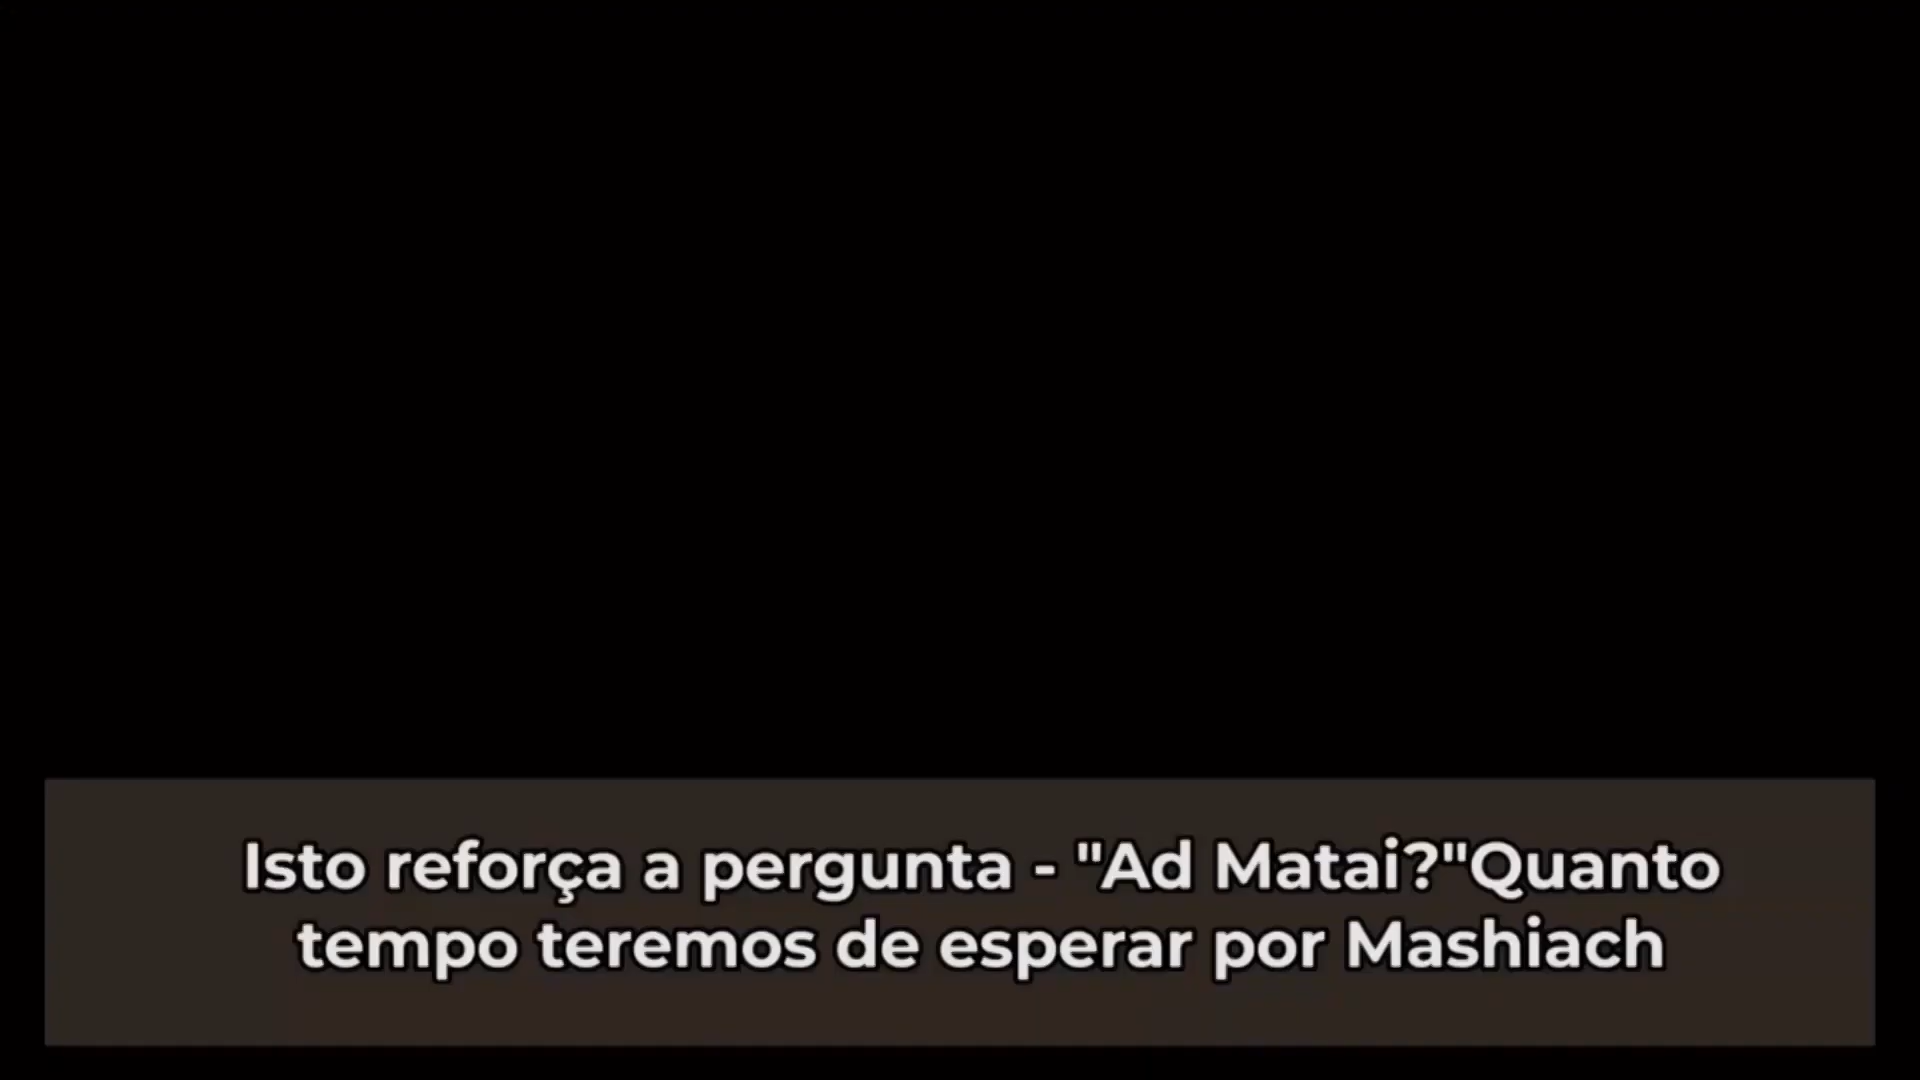 Isto reforça a pergunta - "Ad Matai?"Quanto
tempo teremos de esperar por Mashiach